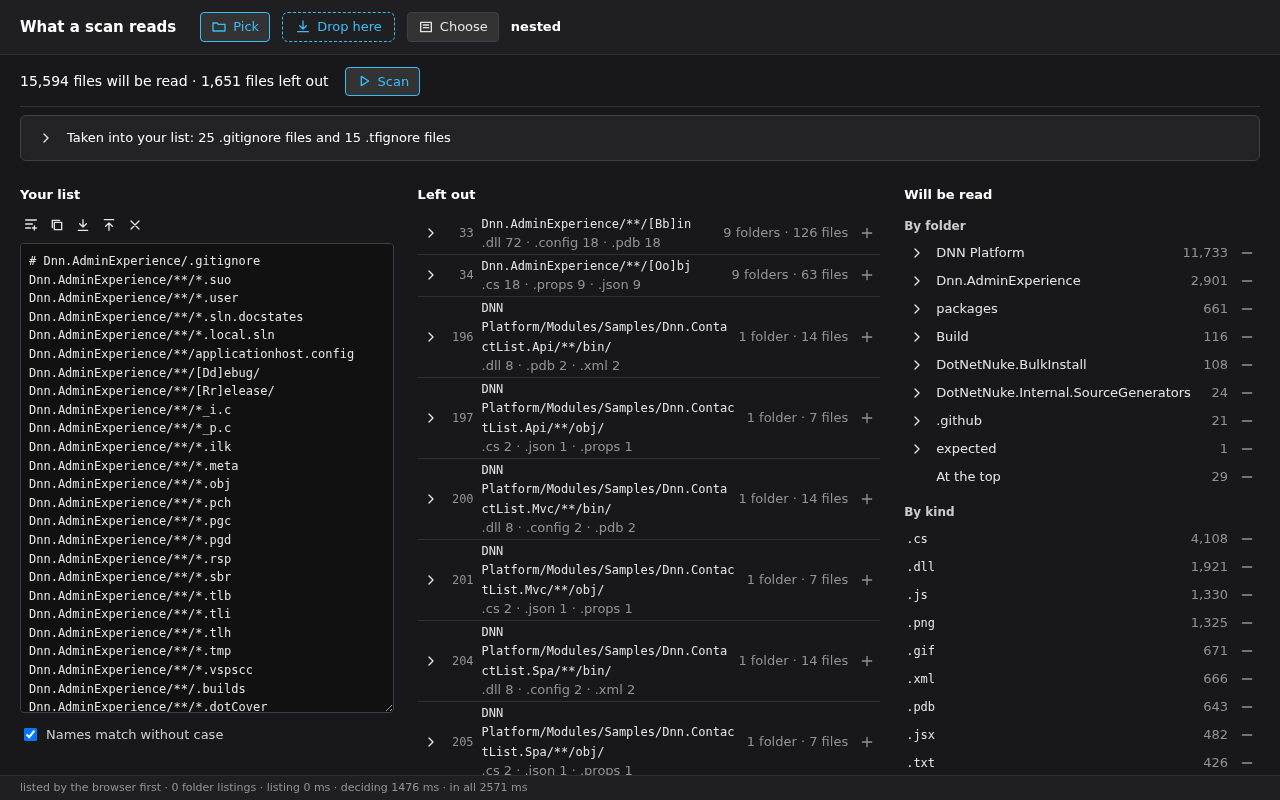 What a scan reads
Pick
Drop here
Choose
nested
15,594 files will be read · 1,651 files left out
Scan
Taken into your list: 25 .gitignore files and 15 .tfignore files
Your list
# Dnn.AdminExperience/.gitignore
Dnn.AdminExperience/**/*.suo
Dnn.AdminExperience/**/*.user
Dnn.AdminExperience/**/*.sln.docstates
Dnn.AdminExperience/**/*.local.sln
Dnn.AdminExperience/**/applicationhost.config
Dnn.AdminExperience/**/[Dd]ebug/
Dnn.AdminExperience/**/[Rr]elease/
Dnn.AdminExperience/**/*_i.c
Dnn.AdminExperience/**/*_p.c
Dnn.AdminExperience/**/*.ilk
Dnn.AdminExperience/**/*.meta
Dnn.AdminExperience/**/*.obj
Dnn.AdminExperience/**/*.pch
Dnn.AdminExperience/**/*.pgc
Dnn.AdminExperience/**/*.pgd
Dnn.AdminExperience/**/*.rsp
Dnn.AdminExperience/**/*.sbr
Dnn.AdminExperience/**/*.tlb
Dnn.AdminExperience/**/*.tli
Dnn.AdminExperience/**/*.tlh
Dnn.AdminExperience/**/*.tmp
Dnn.AdminExperience/**/*.vspscc
Dnn.AdminExperience/**/.builds
Dnn.AdminExperience/**/*.dotCover
Names match without case
Left out
33 Dnn.AdminExperience/**/[Bb]in 9 folders · 126 files
.dll 72 · .config 18 · .pdb 18
34 Dnn.AdminExperience/**/[Oo]bj 9 folders · 63 files
.cs 18 · .props 9 · .json 9
DNN
196 Platform/Modules/Samples/Dnn.Conta 1 folder · 14 files
ctList.Api/**/bin/
.dll 8 · .pdb 2 · .xml 2
DNN
197 Platform/Modules/Samples/Dnn.Contac 1 folder · 7 files
tList.Api/**/obj/
.cs 2 · .json 1 · .props 1
DNN
200 Platform/Modules/Samples/Dnn.Conta 1 folder · 14 files
ctList.Mvc/**/bin/
.dll 8 · .config 2 · .pdb 2
DNN
201 Platform/Modules/Samples/Dnn.Contac 1 folder · 7 files
tList.Mvc/**/obj/
.cs 2 · .json 1 · .props 1
DNN
204 Platform/Modules/Samples/Dnn.Conta 1 folder · 14 files
ctList.Spa/**/bin/
.dll 8 · .config 2 · .xml 2
DNN
205 Platform/Modules/Samples/Dnn.Contac 1 folder · 7 files
tList.Spa/**/obj/
.cs 2 · .json 1 · .props 1
Will be read
By folder
DNN Platform 11,733
Dnn.AdminExperience 2,901
packages 661
Build 116
DotNetNuke.BulkInstall 108
DotNetNuke.Internal.SourceGenerators 24
.github 21
expected 1
At the top 29
By kind
.cs 4,108
.dll 1,921
.js 1,330
.png 1,325
.gif 671
.xml 666
.pdb 643
.jsx 482
.txt 426
listed by the browser first · 0 folder listings · listing 0 ms · deciding 1476 ms · in all 2571 ms